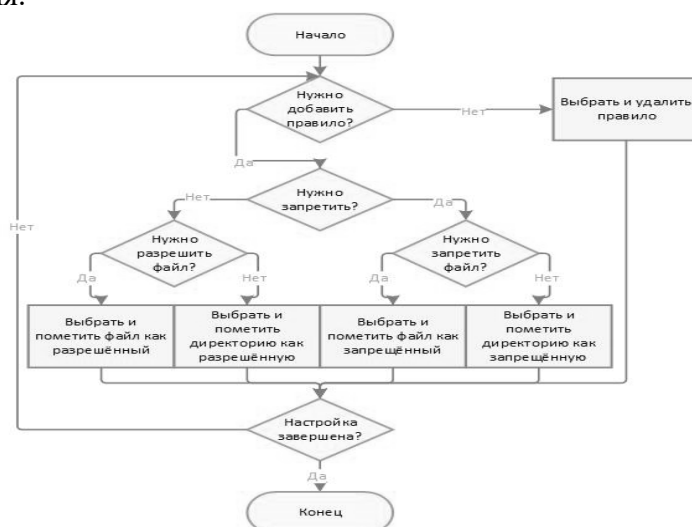 Начало
Нужно
добавить
правило?
Нет
Выбрать и удалить
правило
Да
Нужно
запретить?
Нет
Да
Нет
Нужно
разрешить
файл?
Нужно
запретить
файл?
Да
Нет
Да
Нет
Выбрать и
пометить файл как
разрешённый
Выбрать и
пометить
директорию как
разрешённую
Выбрать и
пометить файл как
запрещённый
Выбрать и
пометить
директорию как
запрещённую
Настройка
завершена?
Да
Конец